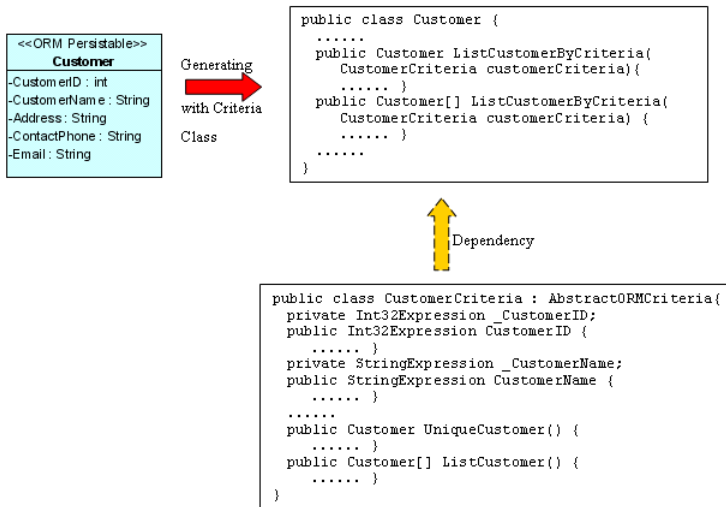 <<ORM Persistable>>
Customer
-CustomerID : int
-CustomerName : String
-Address : String
-ContactPhone : String
-Email : String
Generating
with Criteria
Class
public class Customer {
......
public Customer ListCustomerByCriteria(
CustomerCriteria customerCriteria){
...... }
public Customer[] ListCustomerByCriteria(
CustomerCriteria customerCriteria) {
...... }
......
}
Dependency
public class CustomerCriteria : AbstractORMCriteria{
private Int32Expression _CustomerID;
public Int32Expression CustomerID {
...... }
private StringExpression _CustomerName;
public StringExpression CustomerName {
...... }
......
public Customer UniqueCustomer() {
...... }
public Customer[] ListCustomer() {
...... }
}